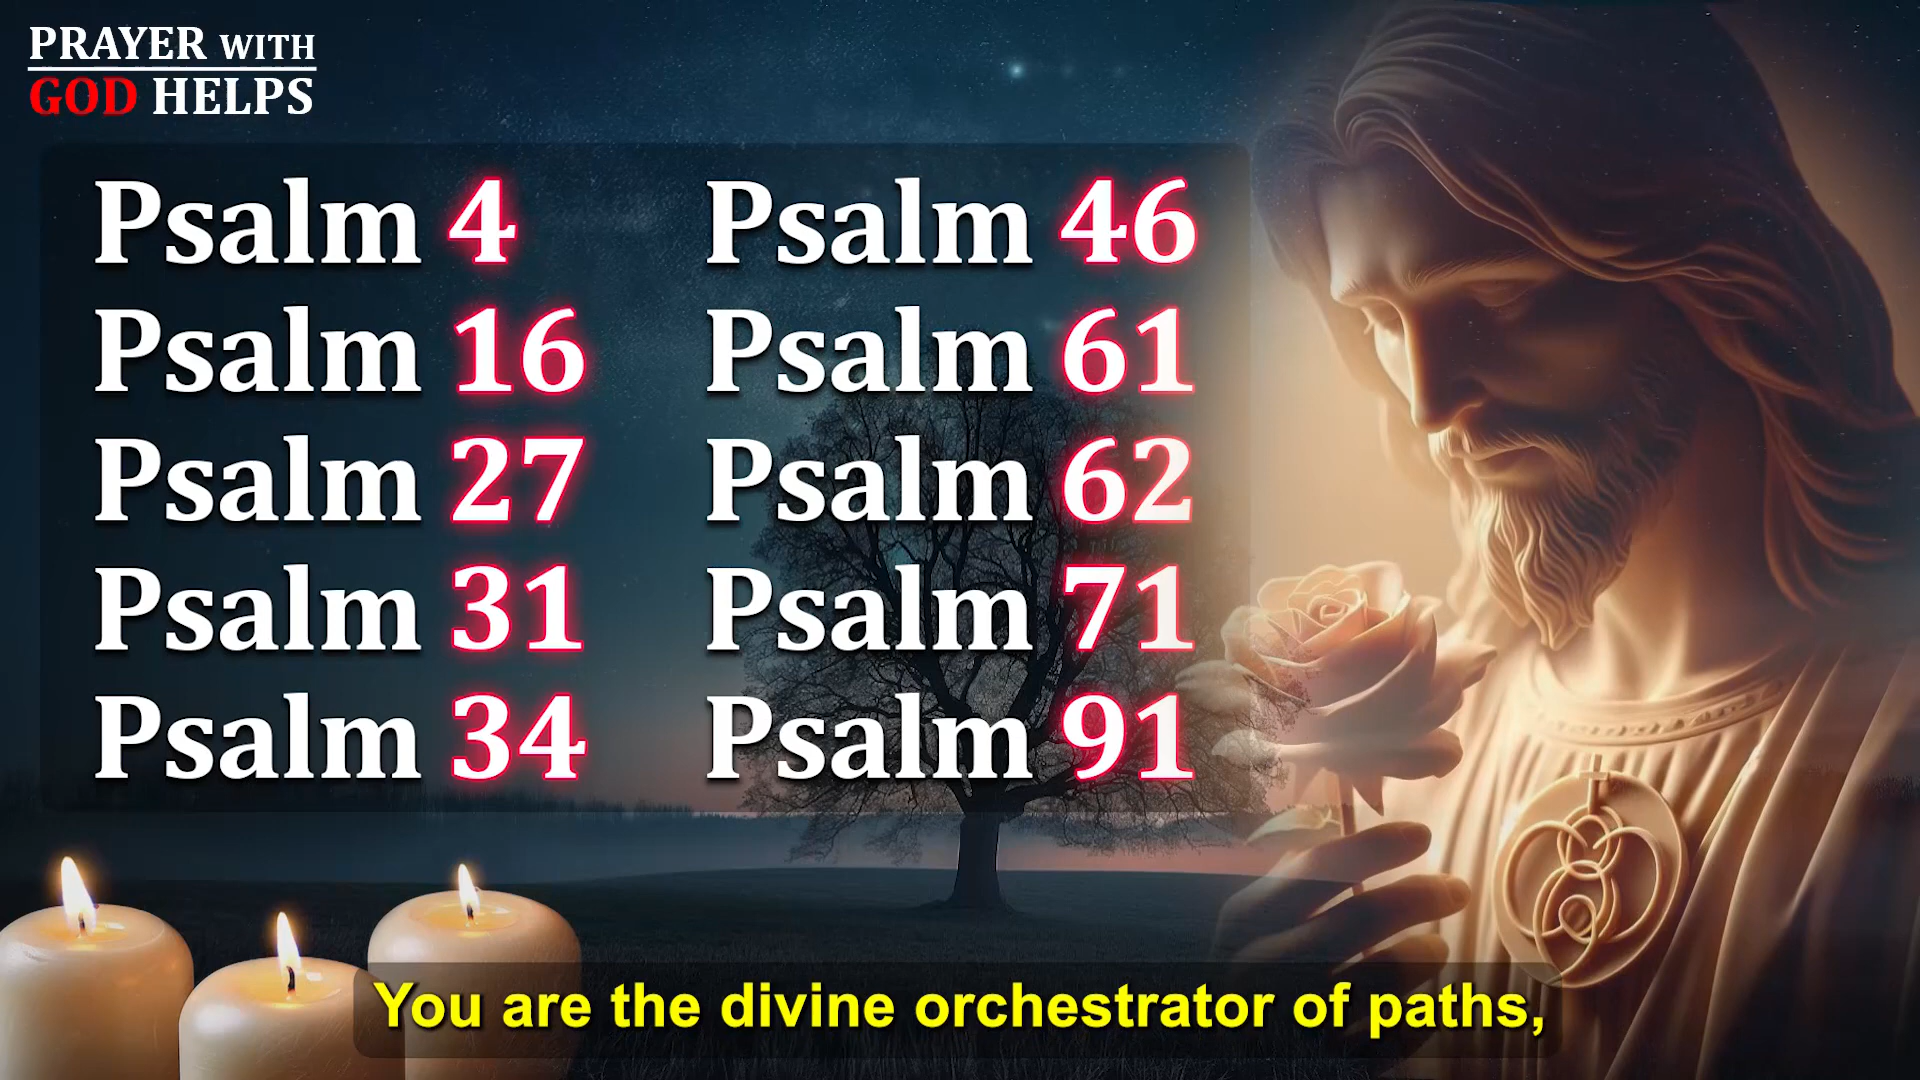 PRAYER WITH
GOD HELPS
Psalm 4
Psalm 16
Psalm 27
Psalm 31
Psalm 34
Psalm 46
Psalm 61
Psalm 62
Psalm 71
Psalm 91
You are the divine orchestrator of paths,